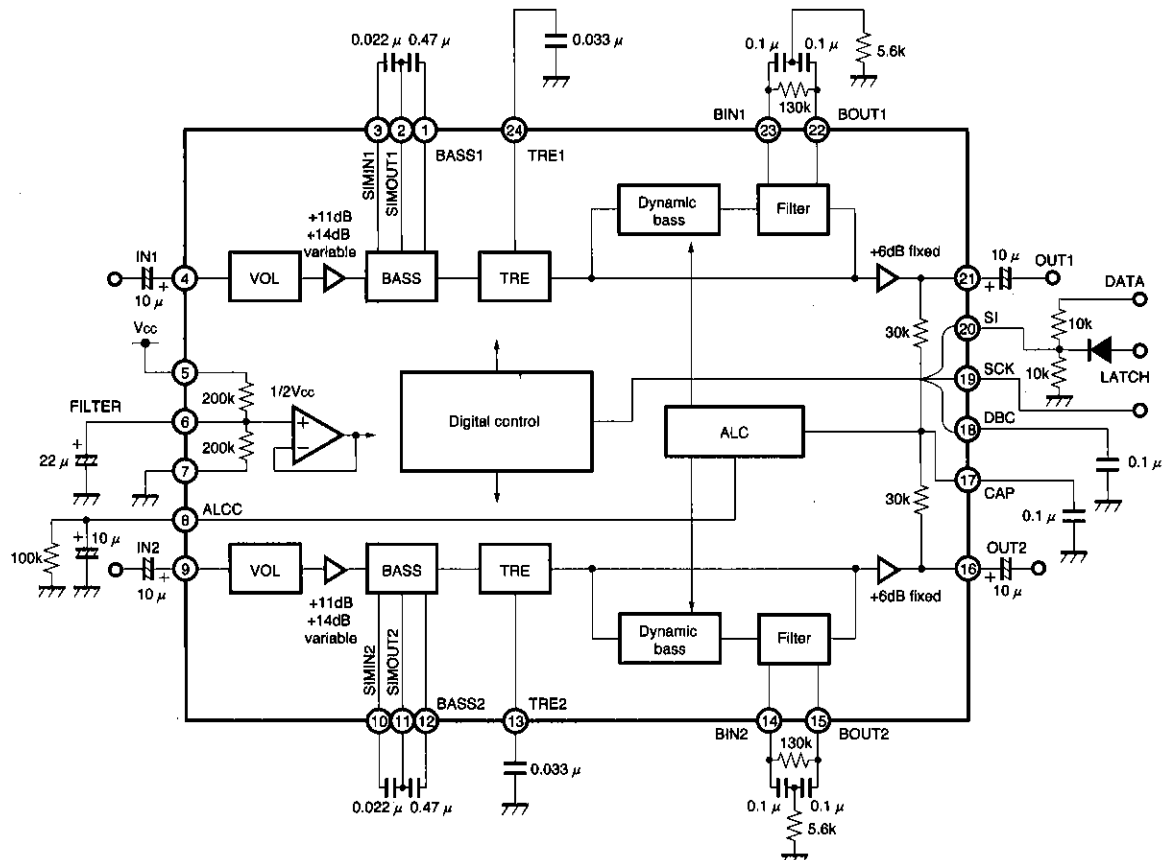 0.022 μ 0.47 μ
0.033 μ
0.1 μ 0.1 μ
5.6k
130k
BIN1 BOUT1
3 2 1 24 23 22
SIMIN1
SIMOUT1
BASS1
TRE1
+11dB
+14dB
variable
Dynamic
bass
Filter
IN1
10 μ
4
VOL
BASS
TRE
+6dB fixed
21
10 μ
OUT1
DATA
SI
20
10k
10k
LATCH
30k
Vcc
5
200k
1/2Vcc
FILTER
6
200k
22 μ
7
+
−
Digital control
ALC
19
SCK
18
DBC
0.1 μ
17
CAP
0.1 μ
30k
8
ALCC
100k
10 μ
IN2
10 μ
9
VOL
BASS
TRE
+11dB
+14dB
variable
+6dB fixed
16
OUT2
10 μ
Dynamic
bass
Filter
SIMIN2
SIMOUT2
BASS2
TRE2
10 11 12 13 14 15
BIN2 BOUT2
130k
0.033 μ
0.022 μ 0.47 μ
0.1 μ 0.1 μ
5.6k